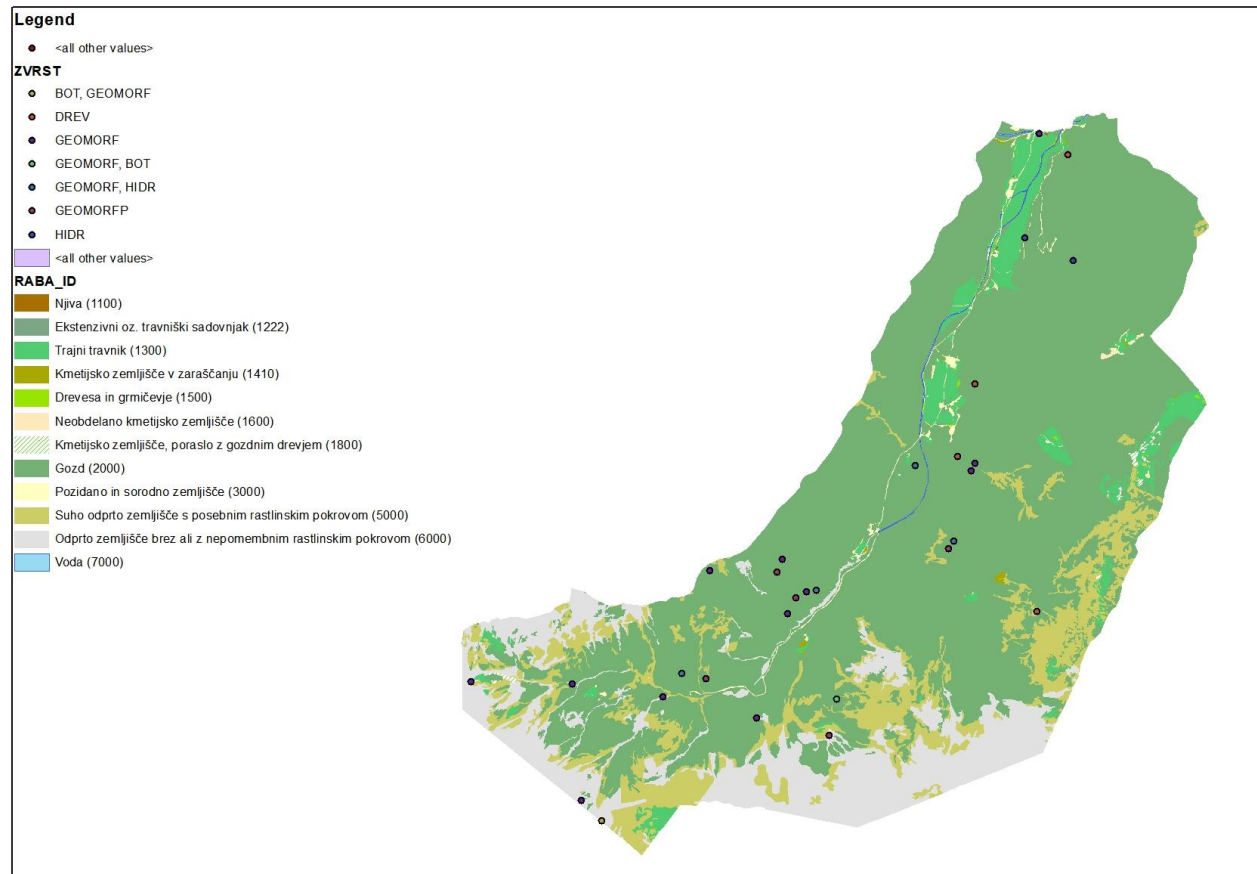 Legend
<all other values>
ZVRST
BOT, GEOMORF
DREV
GEOMORF
GEOMORF, BOT
GEOMORF, HIDR
GEOMORFP
HIDR
<all other values>
RABA_ID
Njiva (1100)
Ekstenzivni oz. travniški sadovnjak (1222)
Trajni travnik (1300)
Kmetijsko zemljišče v zaraščanju (1410)
Drevesa in grmičevje (1500)
Neobdelano kmetijsko zemljišče (1600)
Kmetijsko zemljišče, poraslo z gozdnim drevjem (1800)
Gozd (2000)
Pozidano in sorodno zemljišče (3000)
Suho odprto zemljišče s posebnim rastlinskim pokrovom (5000)
Odprto zemljišče brez ali z nepomembnim rastlinskim pokrovom (6000)
Voda (7000)